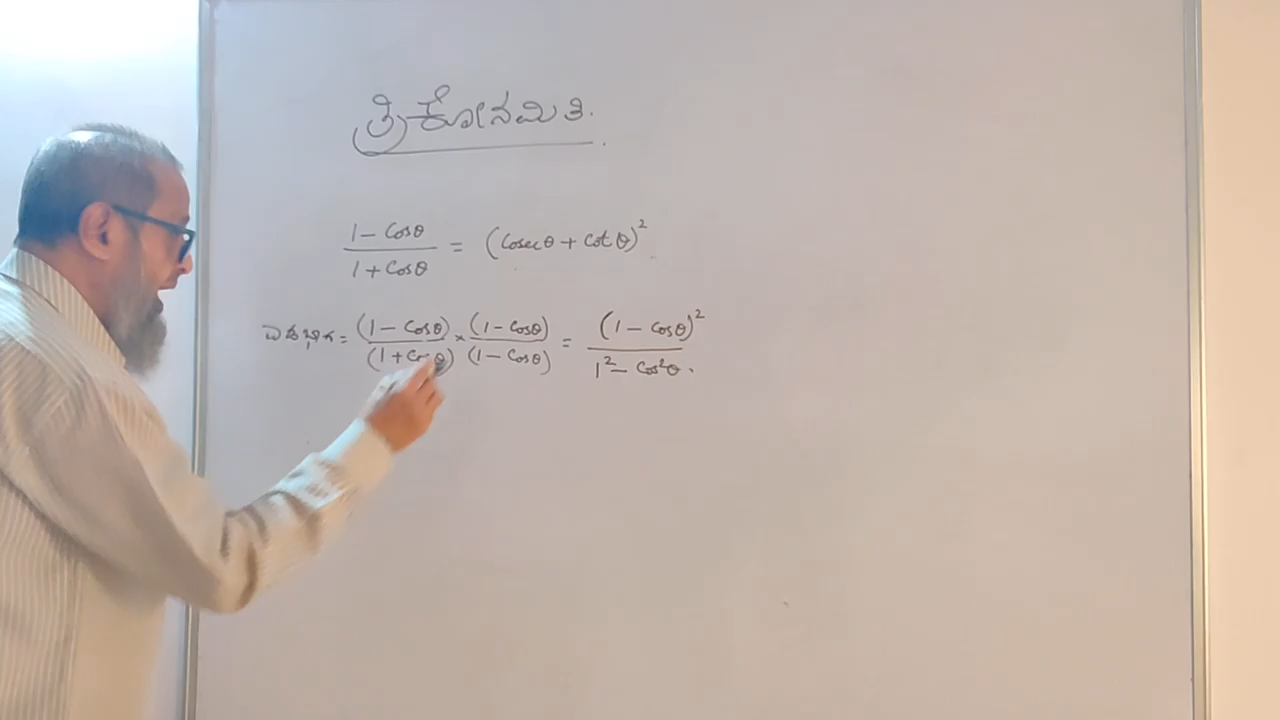 ತ್ರಿಕೋನಮಿತಿ.
(1 - Cosθ)/(1 + Cosθ) = (Cosecθ + Cot θ)²
ಎಡಭಾಗ = (1 - Cosθ)/(1 + Cosθ) × (1 - Cosθ)/(1 - Cosθ) = (1 - Cosθ)²/1² - Cos²θ.